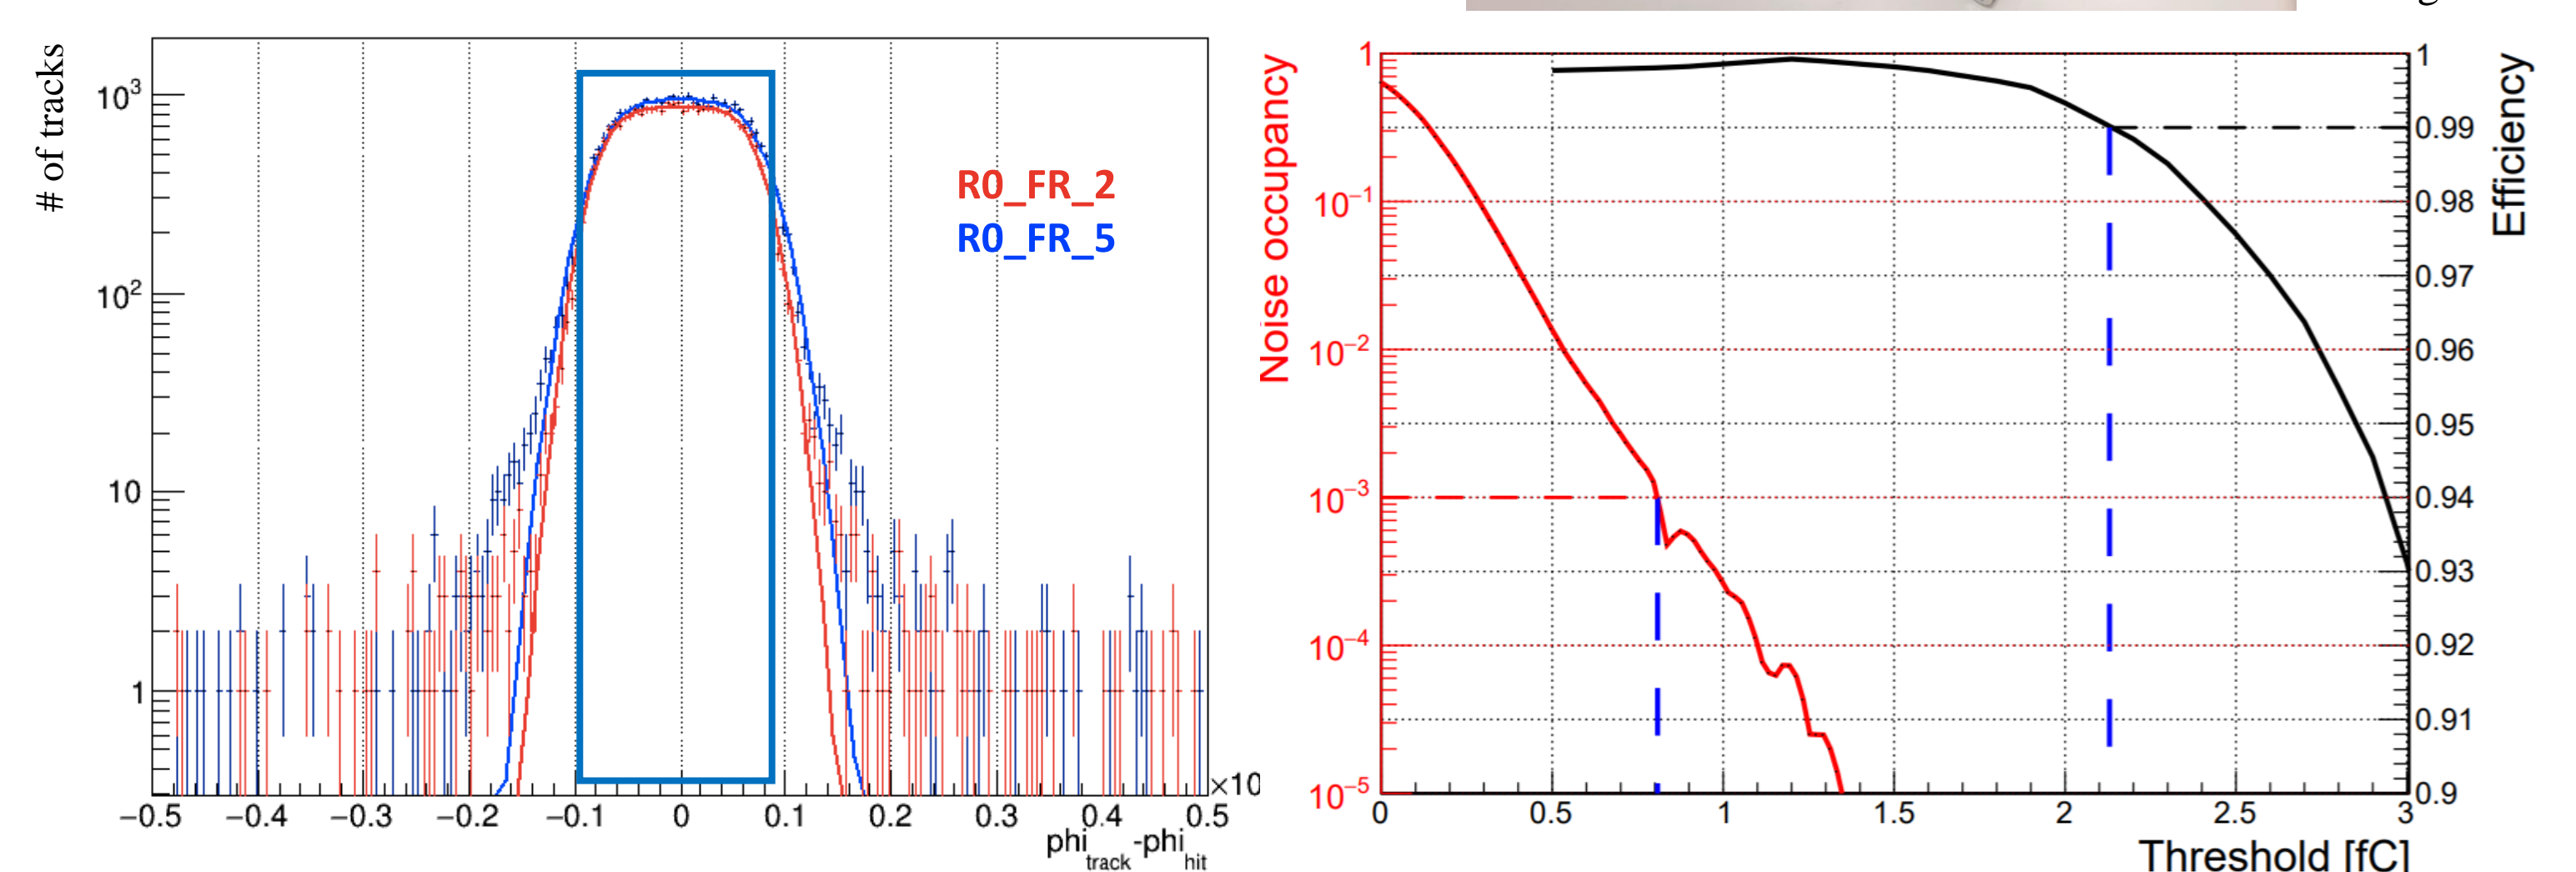 # of tracks
10³
10²
10
1
R0_FR_2
R0_FR_5
−0.5 −0.4 −0.3 −0.2 −0.1 0 0.1 0.2 0.3 0.4 0.5
×10
phi_track-phi_hit
Noise occupancy
1
10⁻¹
10⁻²
10⁻³
10⁻⁴
10⁻⁵
1
0.99
0.98
0.97
0.96
0.95
0.94
0.93
0.92
0.91
0.9
Efficiency
0 0.5 1 1.5 2 2.5 3
Threshold [fC]